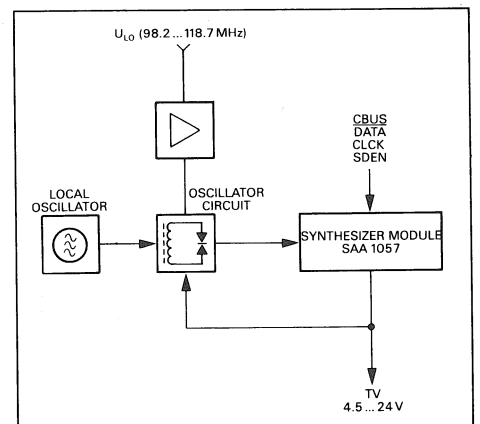 U_LO (98.2 ... 118.7 MHz)
CBUS
DATA
CLCK
SDEN
LOCAL
OSCILLATOR
OSCILLATOR
CIRCUIT
SYNTHESIZER MODULE
SAA 1057
TV
4.5 ... 24 V